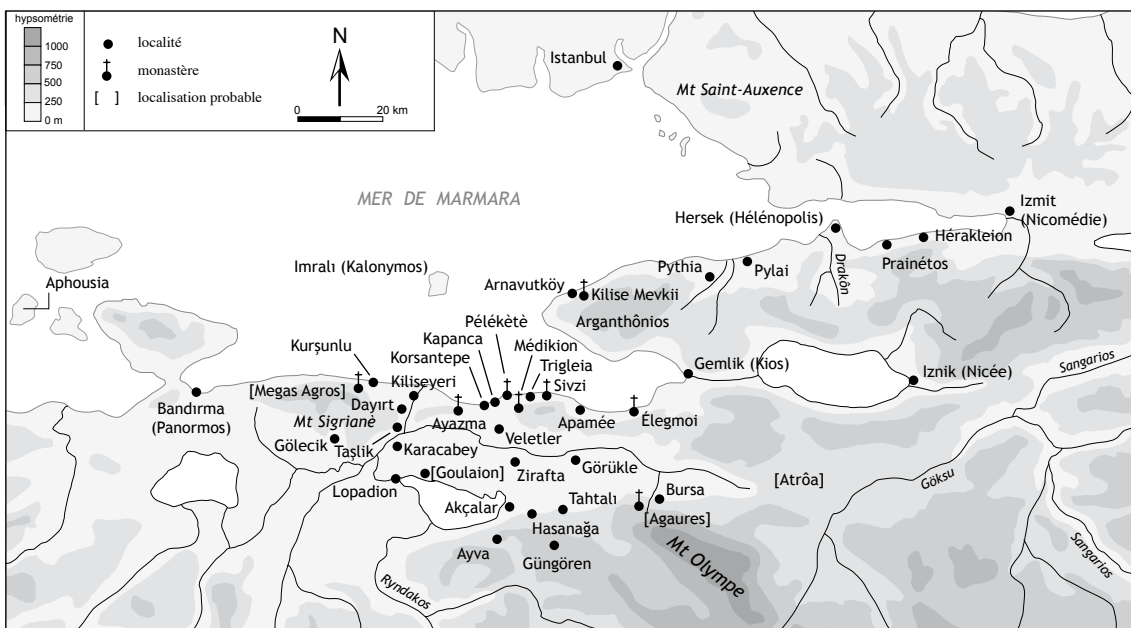 hypsométrie
1000
750
500
250
0 m
localité
monastère
[ ] localisation probable
N
0 20 km
Istanbul
Mt Saint-Auxence
MER DE MARMARA
Izmit
(Nicomédie)
Hersek (Hélénopolis)
Hérakleion
Prainétos
Drakôn
Pythia
Pylai
Imralı (Kalonymos)
Aphousia
Arnavutköy
Kilise Mevkii
Arganthônios
Pélékètè
Kapanca
Médikion
Korsantepe
Trigleia
Kurşunlu
Sivzi
Kiliseyeri
Gemlik (Kios)
Iznik (Nicée)
Sangarios
[Megas Agros]
Bandırma
(Panormos)
Dayırt
Mt Sigrianè
Ayazma
Apamée
Élegmoi
Gölecik
Taşlik
Veletler
Karacabey
[Goulaion]
Zirafta
Görükle
Lopadion
[Atrôa]
Göksu
Akçalar
Tahtalı
Bursa
Hasanağa
[Agaures]
Ayva
Güngören
Mt Olympe
Ryndakos
Sangarios